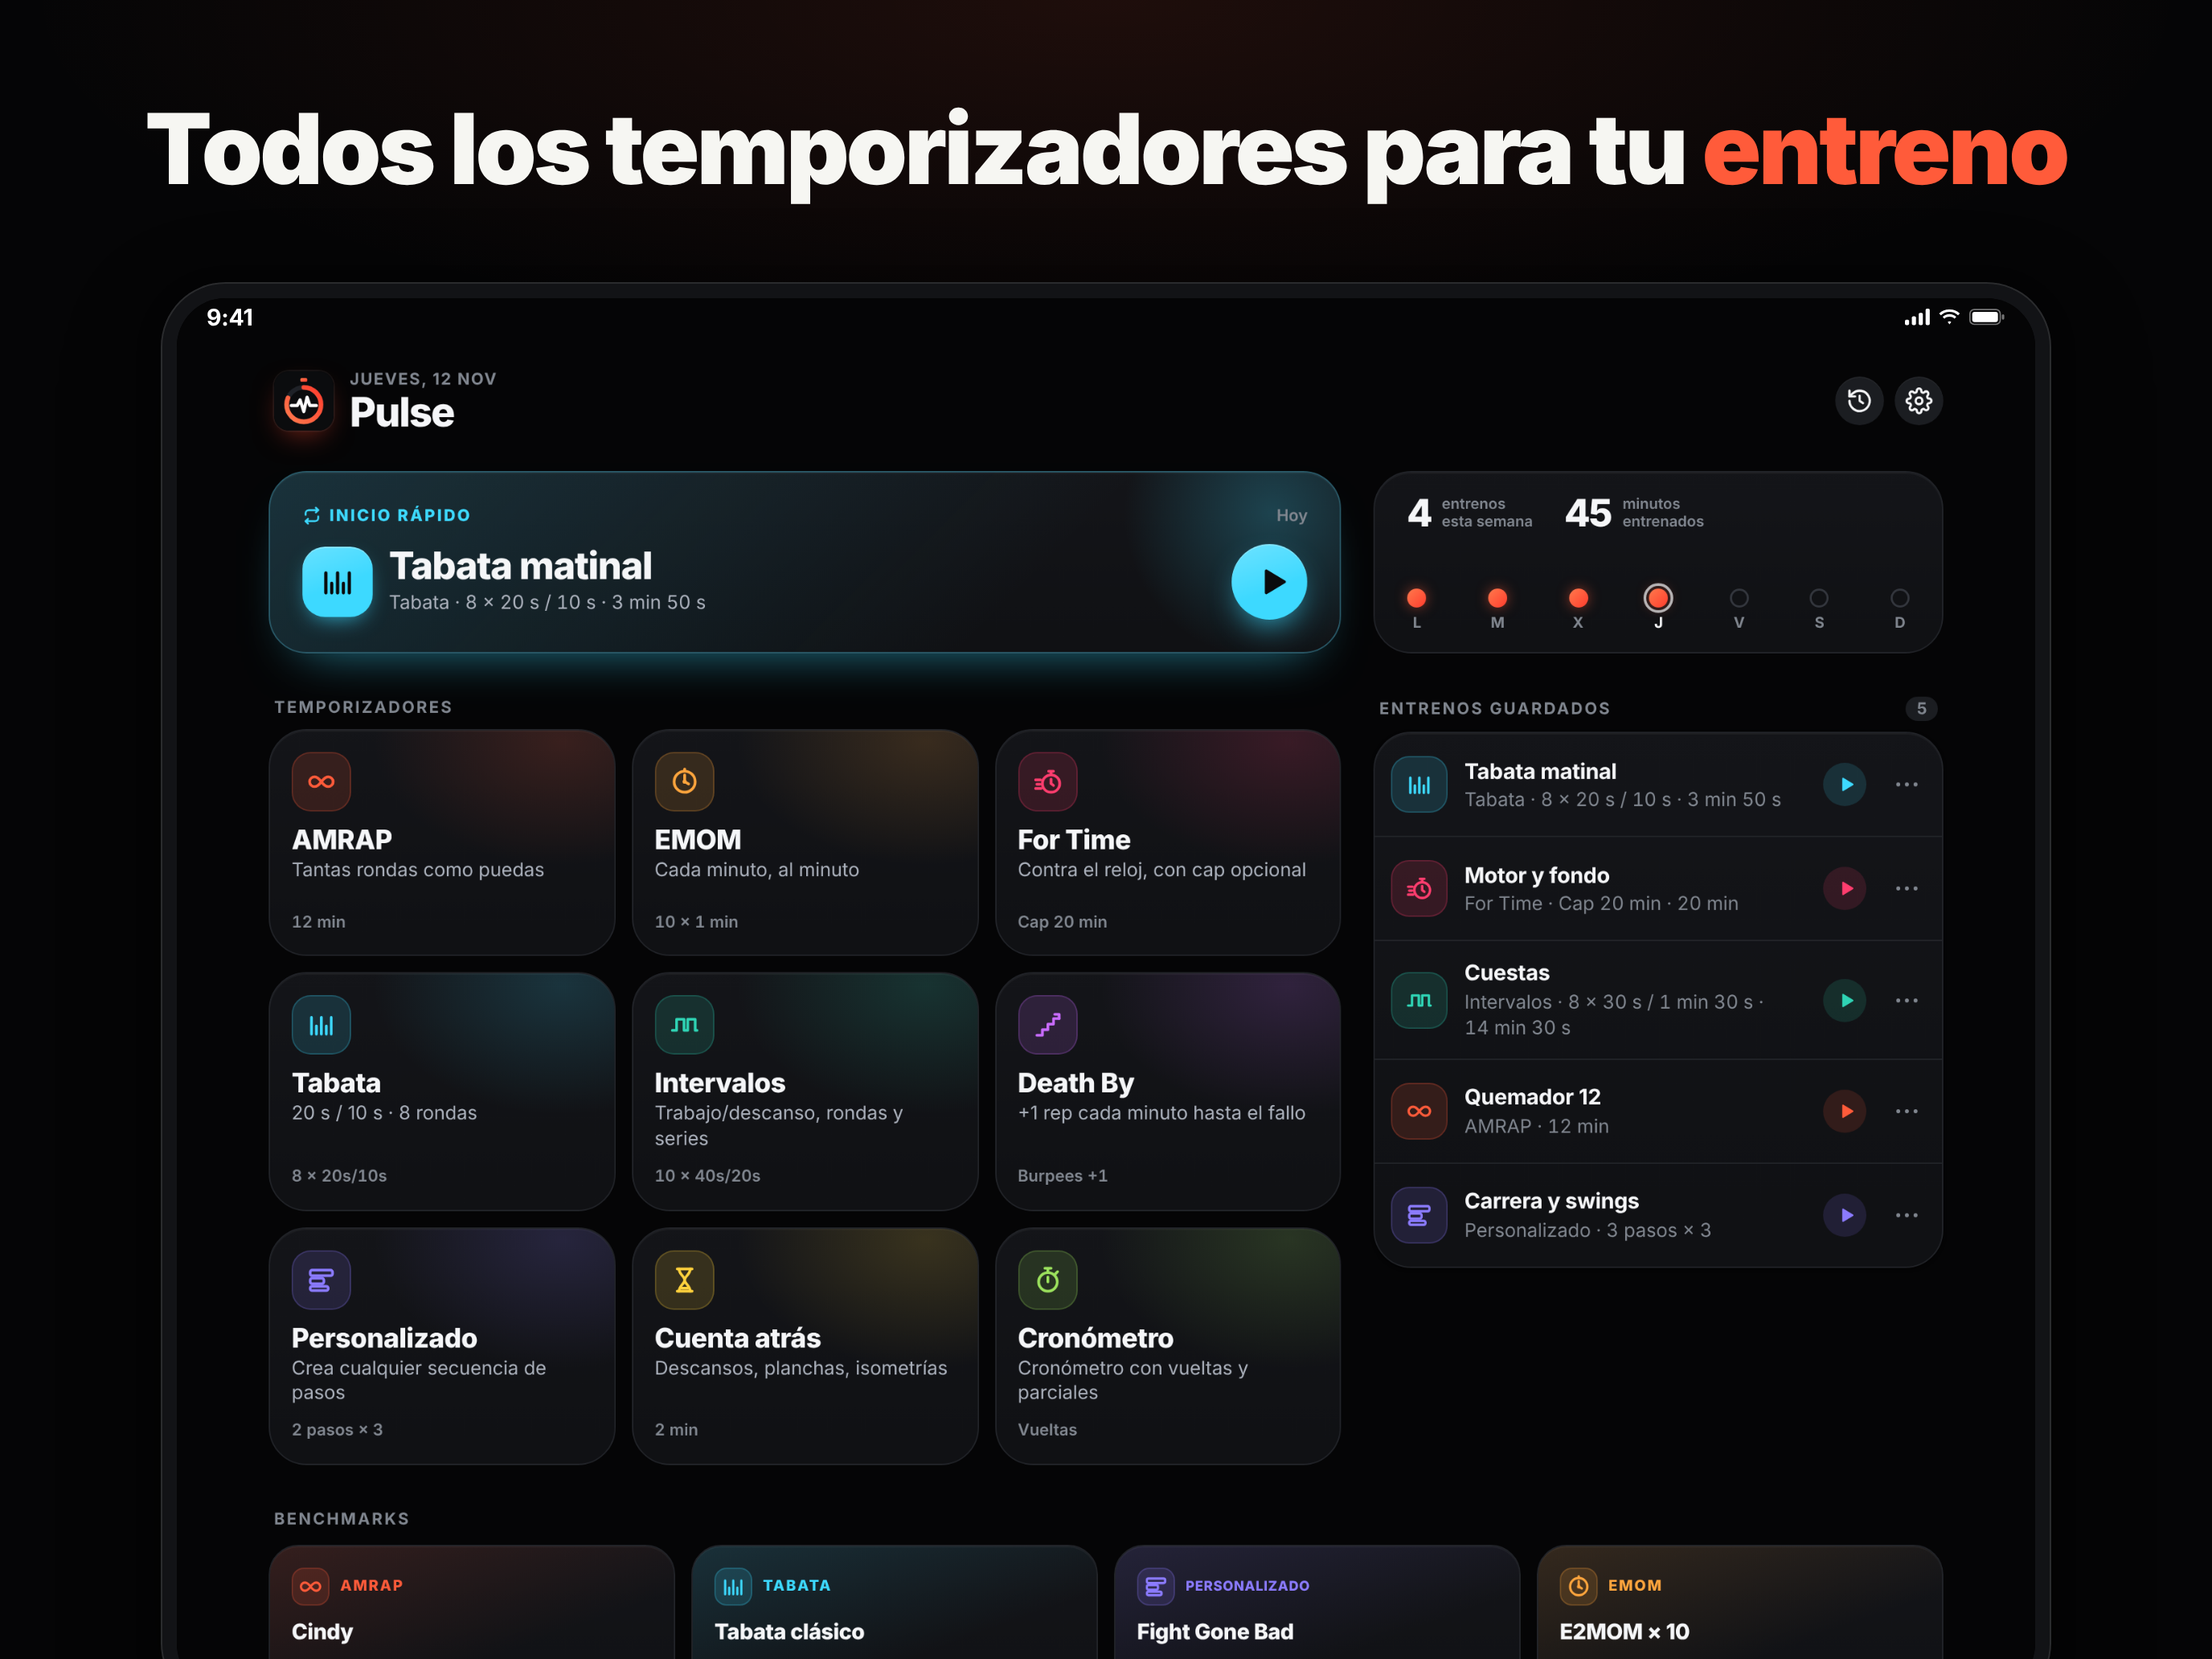 Todos los temporizadores para tu entreno
9:41
JUEVES, 12 NOV
Pulse
INICIO RÁPIDO
Hoy
Tabata matinal
Tabata · 8 × 20 s / 10 s · 3 min 50 s
4 entrenos esta semana
45 minutos entrenados
L M X J V S D
TEMPORIZADORES
AMRAP
Tantas rondas como puedas
12 min
EMOM
Cada minuto, al minuto
10 × 1 min
For Time
Contra el reloj, con cap opcional
Cap 20 min
Tabata
20 s / 10 s · 8 rondas
8 × 20s/10s
Intervalos
Trabajo/descanso, rondas y
series
10 × 40s/20s
Death By
+1 rep cada minuto hasta el fallo
Burpees +1
Personalizado
Crea cualquier secuencia de
pasos
2 pasos × 3
Cuenta atrás
Descansos, planchas, isometrías
2 min
Cronómetro
Cronómetro con vueltas y
parciales
Vueltas
ENTRENOS GUARDADOS
5
Tabata matinal
Tabata · 8 × 20 s / 10 s · 3 min 50 s
Motor y fondo
For Time · Cap 20 min · 20 min
Cuestas
Intervalos · 8 × 30 s / 1 min 30 s ·
14 min 30 s
Quemador 12
AMRAP · 12 min
Carrera y swings
Personalizado · 3 pasos × 3
BENCHMARKS
AMRAP
Cindy
TABATA
Tabata clásico
PERSONALIZADO
Fight Gone Bad
EMOM
E2MOM × 10